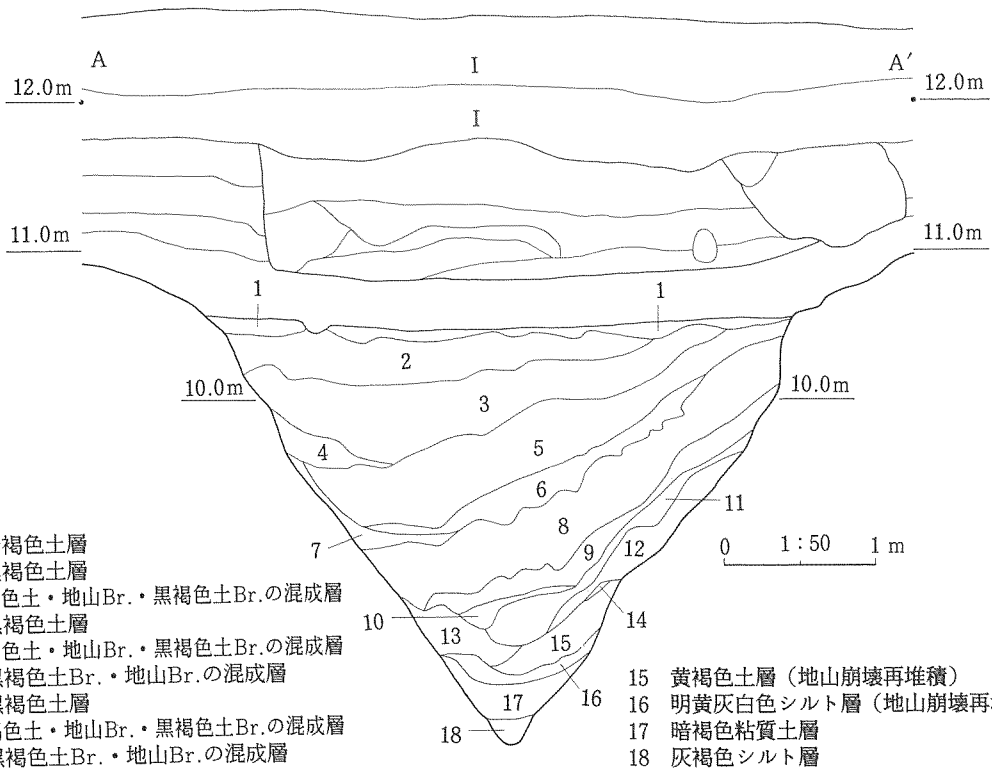 A I A′
12.0m 12.0m
I
11.0m 11.0m
1 1
2
10.0m 10.0m
3
4 5
6
11
8
7 9 12 0 1:50 1 m
褐色土層
褐色土層
色土・地山Br.・黒褐色土Br.の混成層
褐色土層
色土・地山Br.・黒褐色土Br.の混成層
黒褐色土Br.・地山Br.の混成層
黒褐色土層
色土・地山Br.・黒褐色土Br.の混成層
黒褐色土Br.・地山Br.の混成層
10 14
13 15
16
17
18
15 黄褐色土層（地山崩壊再堆積）
16 明黄灰白色シルト層（地山崩壊再
17 暗褐色粘質土層
18 灰褐色シルト層